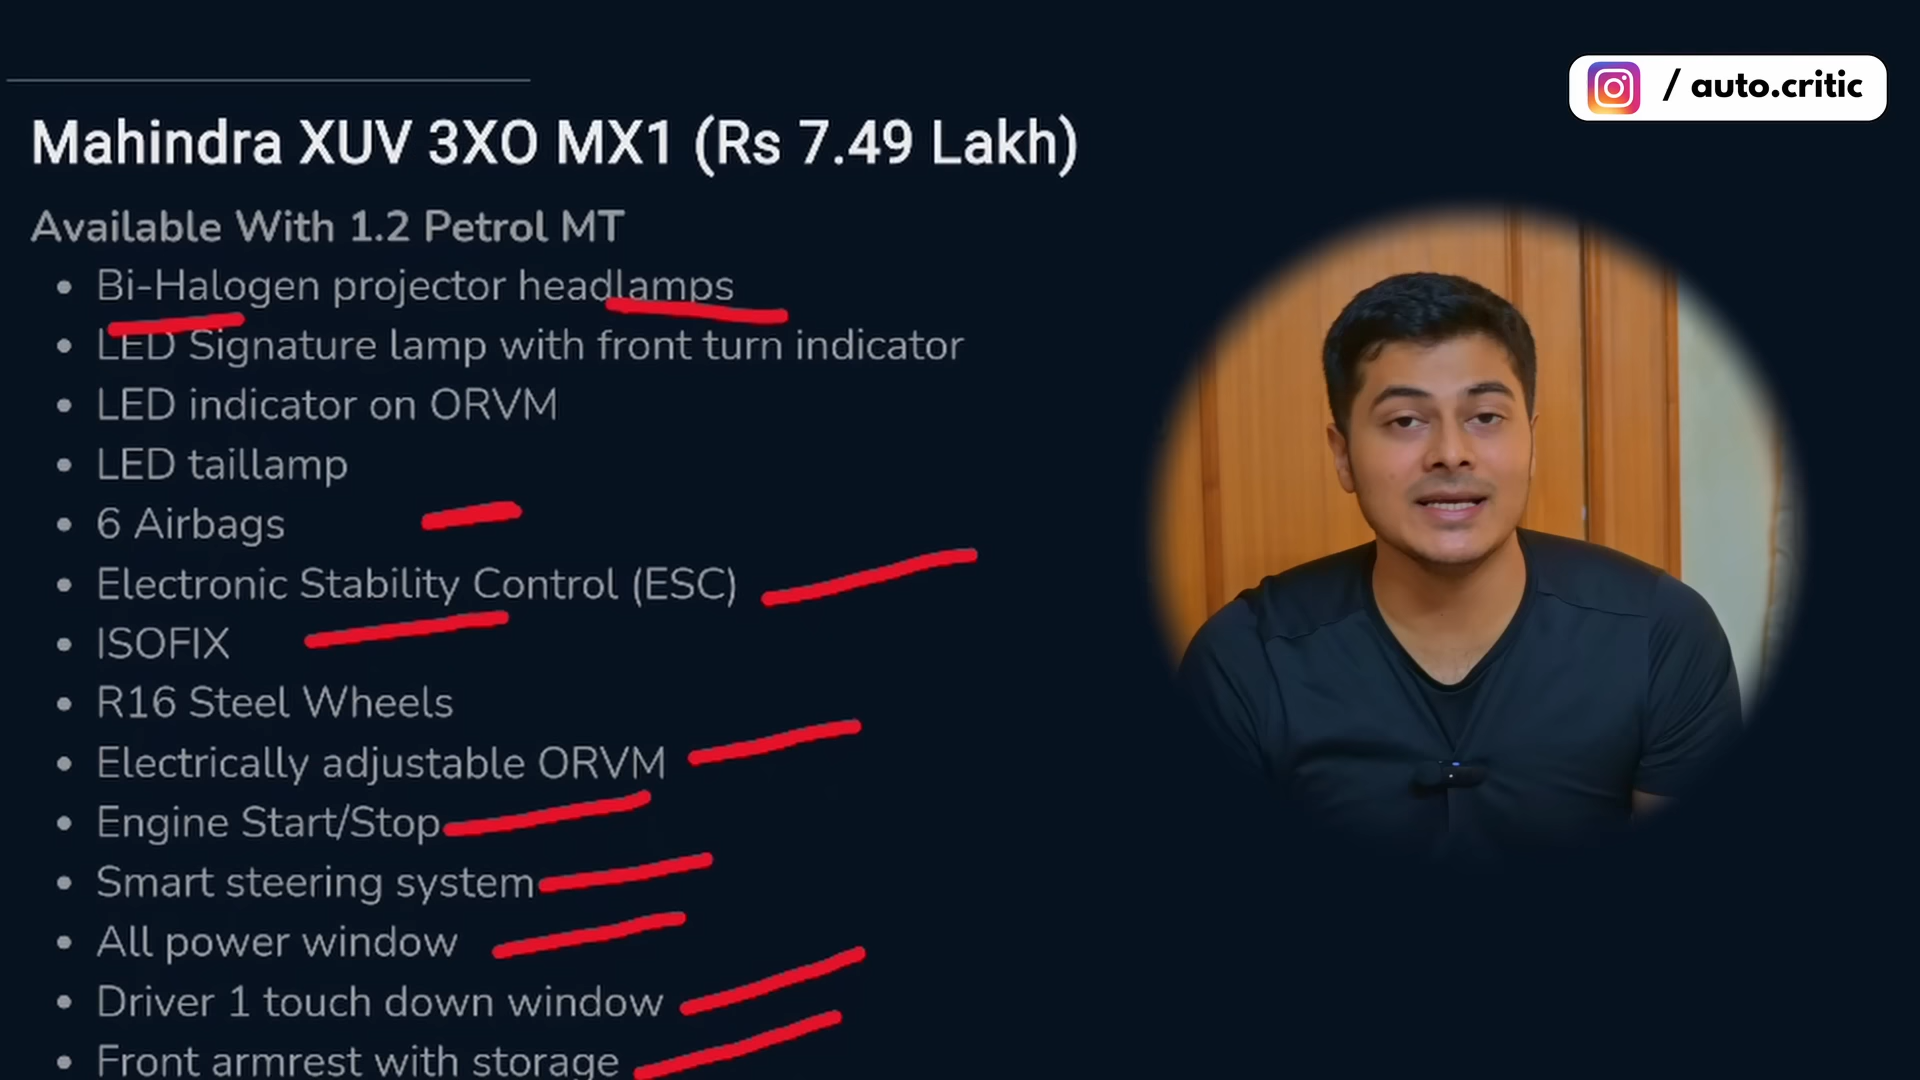 / auto.critic
Mahindra XUV 3XO MX1 (Rs 7.49 Lakh)
Available With 1.2 Petrol MT
• Bi-Halogen projector headlamps
• LED Signature lamp with front turn indicator
• LED indicator on ORVM
• LED taillamp
• 6 Airbags
• Electronic Stability Control (ESC)
• ISOFIX
• R16 Steel Wheels
• Electrically adjustable ORVM
• Engine Start/Stop
• Smart steering system
• All power window
• Driver 1 touch down window
• Front armrest with storage